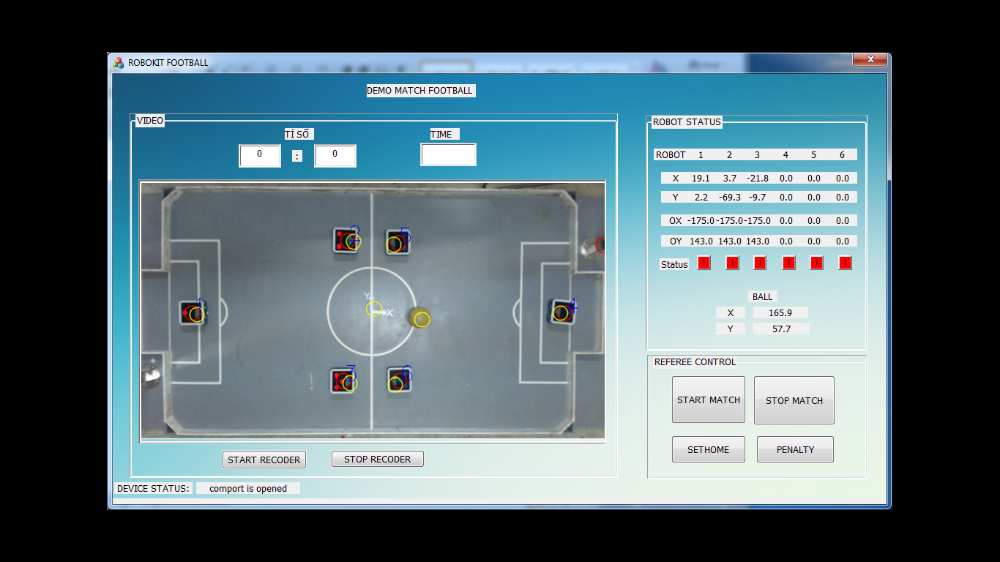 ROBOKIT FOOTBALL
DEMO MATCH FOOTBALL
VIDEO
TỈ SỐ
TIME
0 : 0
2 5
1 4
Y
X
3 6
START RECODER STOP RECODER
DEVICE STATUS: comport is opened
ROBOT STATUS
ROBOT 1 2 3 4 5 6
X 19.1 3.7 -21.8 0.0 0.0 0.0
Y 2.2 -69.3 -9.7 0.0 0.0 0.0
OX -175.0 -175.0 -175.0 0.0 0.0 0.0
OY 143.0 143.0 143.0 0.0 0.0 0.0
Status 1 1 1 1 1 1
BALL
X 165.9
Y 57.7
REFEREE CONTROL
START MATCH STOP MATCH
SETHOME PENALTY